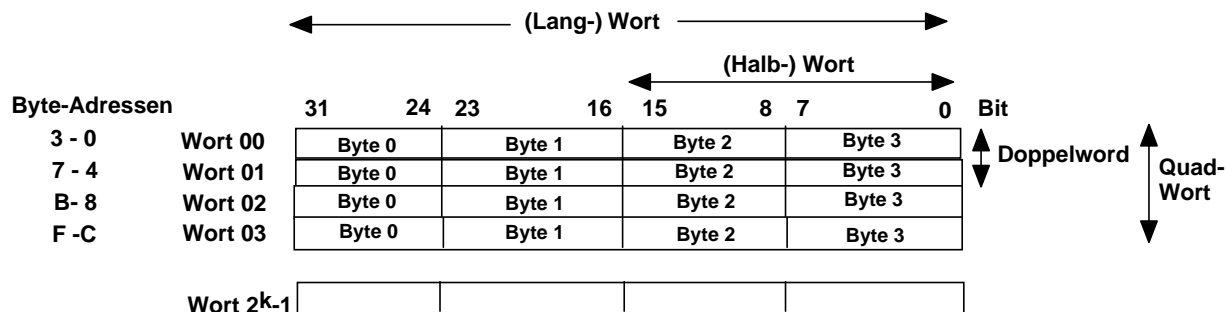 (Lang-) Wort
(Halb-) Wort
Byte-Adressen 31 24 23 16 15 8 7 0 Bit
3 - 0 Wort 00 Byte 0 Byte 1 Byte 2 Byte 3
7 - 4 Wort 01 Byte 0 Byte 1 Byte 2 Byte 3
B- 8 Wort 02 Byte 0 Byte 1 Byte 2 Byte 3
F -C Wort 03 Byte 0 Byte 1 Byte 2 Byte 3
Doppelword
Quad-
Wort
Wort 2k-1